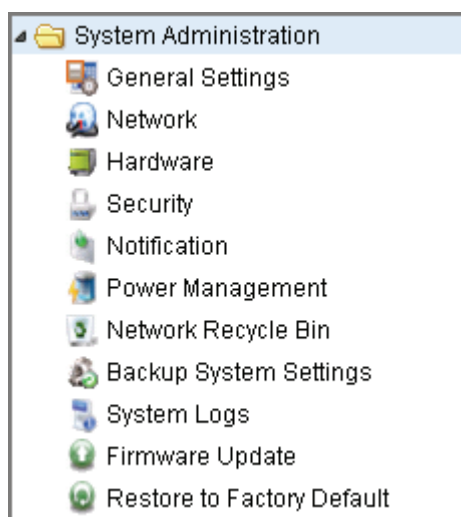 System Administration
General Settings
Network
Hardware
Security
Notification
Power Management
Network Recycle Bin
Backup System Settings
System Logs
Firmware Update
Restore to Factory Default